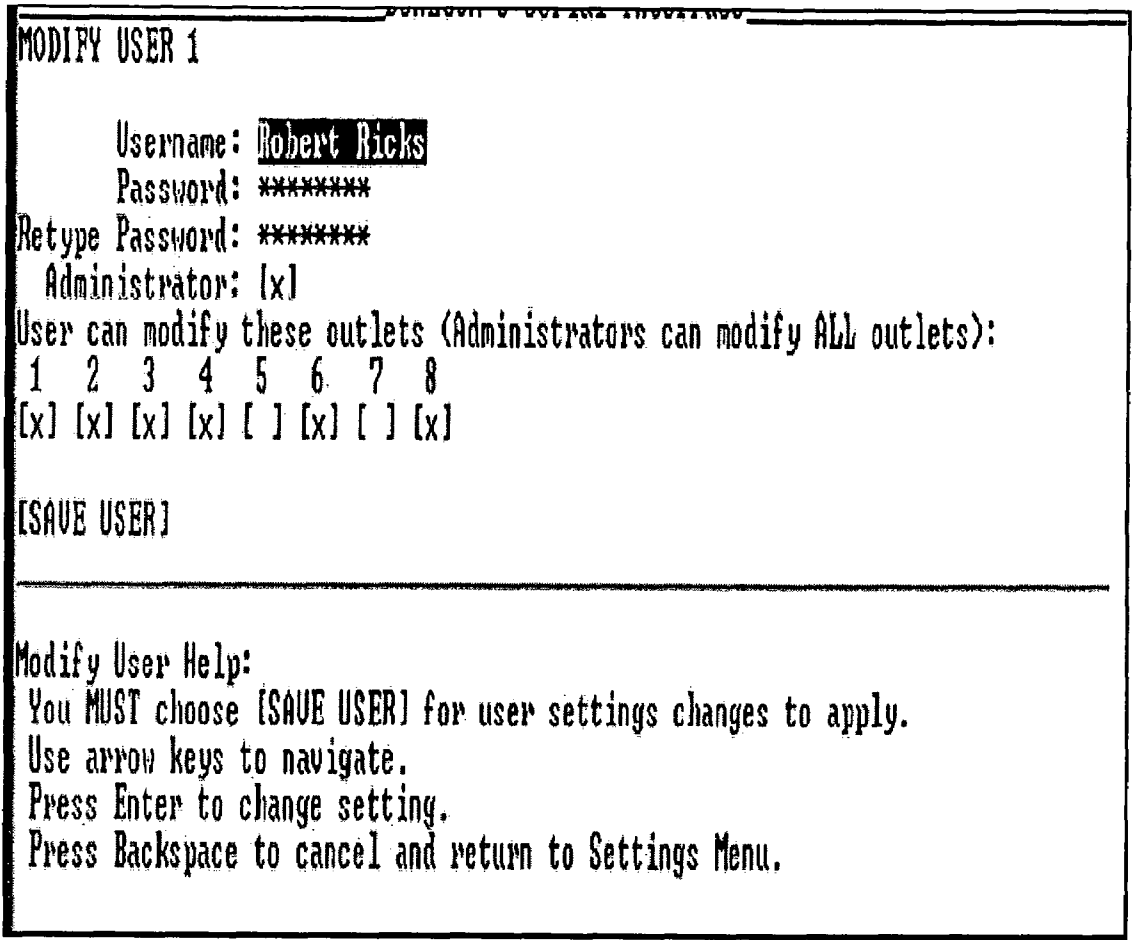 MODIFY USER 1
Username: Robert Ricks
Password: ********
Retype Password: ********
Administrator: [x]
User can modify these outlets (Administrators can modify ALL outlets):
1 2 3 4 5 6 7 8
[x] [x] [x] [x] [ ] [x] [ ] [x]
[SAVE USER]
Modify User Help:
You MUST choose [SAVE USER] for user settings changes to apply.
Use arrow keys to navigate.
Press Enter to change setting.
Press Backspace to cancel and return to Settings Menu.